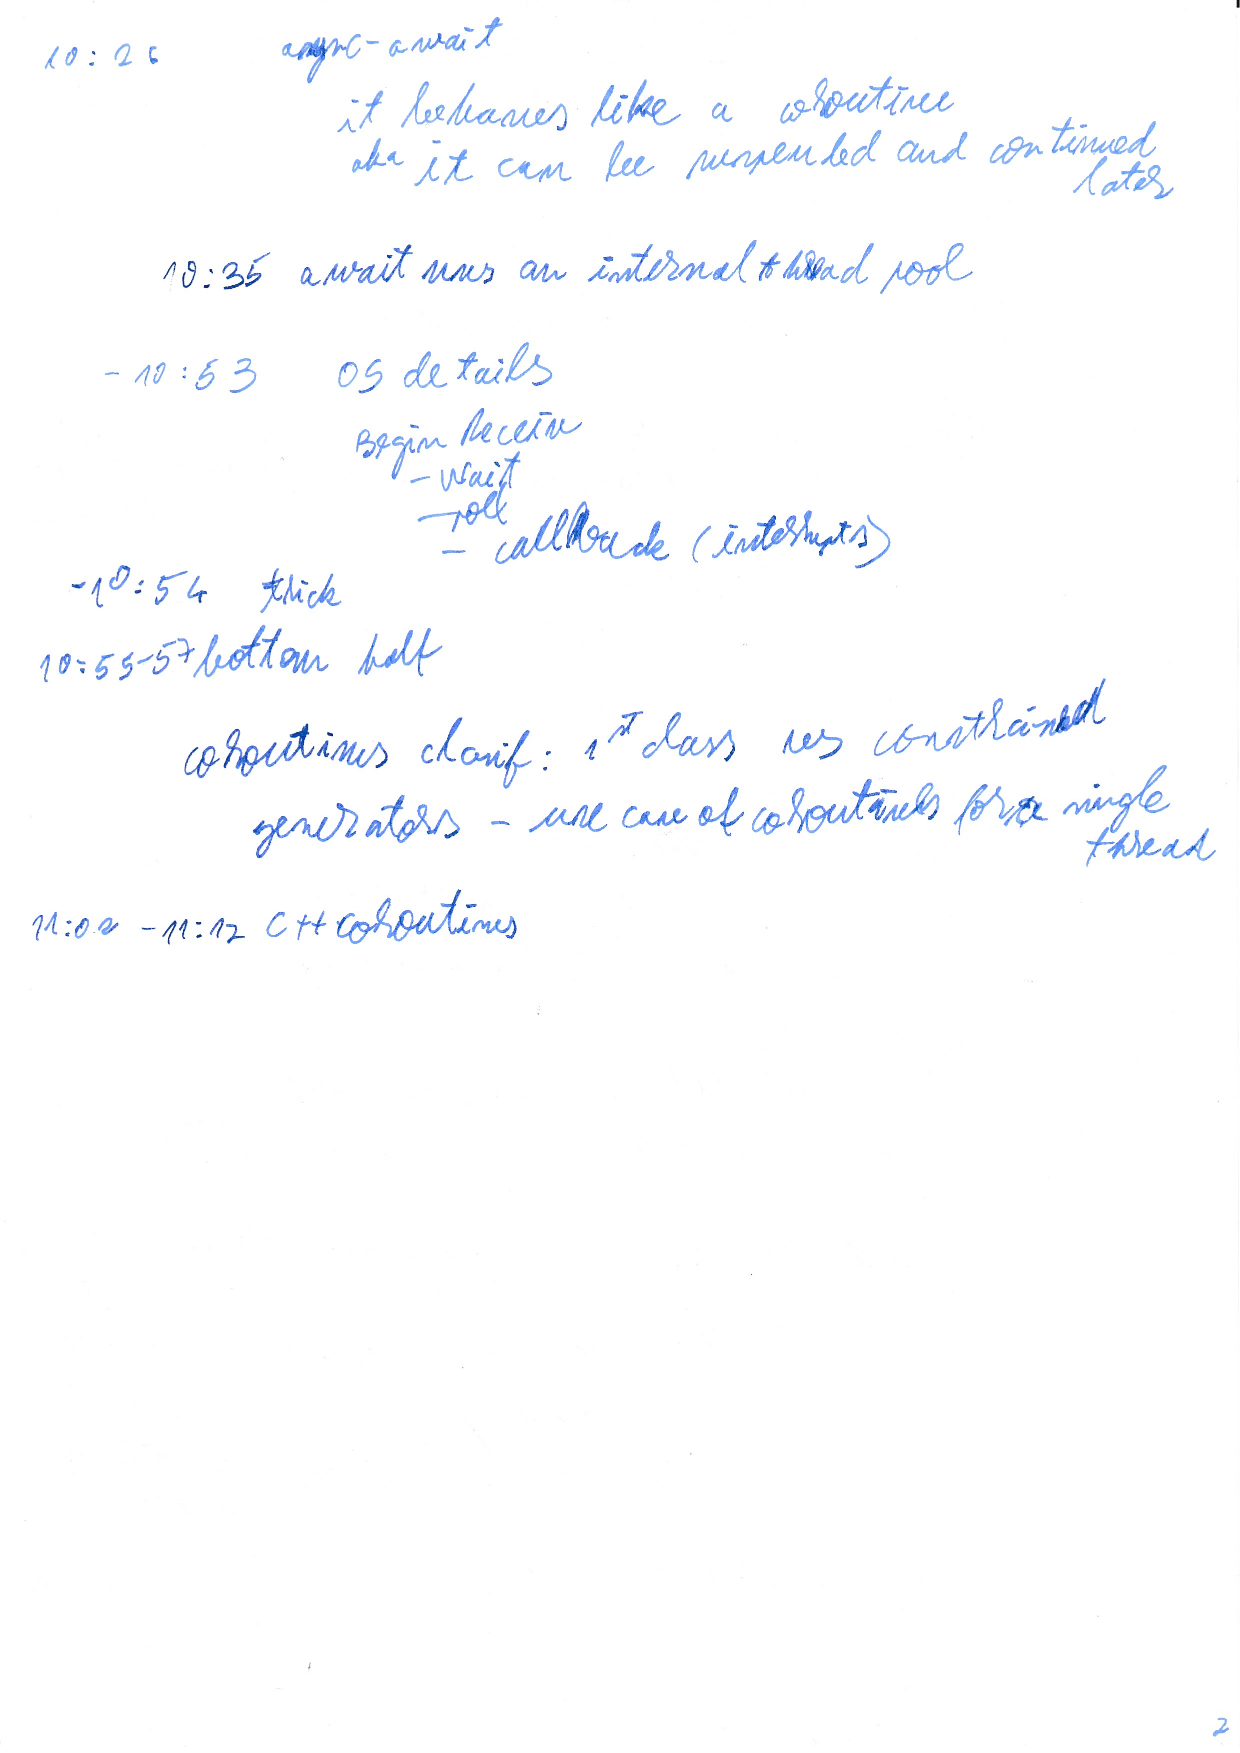 10:26 async-await
it behaves like a coroutine
aka it can be suspended and continued
later
10:35 await uses an internal thread pool
-10:53 OS details
Begin Receive
- wait
- poll
- callback (interrupts)
-10:54 trick
10:55-57 bottom half
coroutines classif: 1st class vs constrained
generators - use case of coroutines for a single
thread
11:02 -11:12 C++ coroutines
2